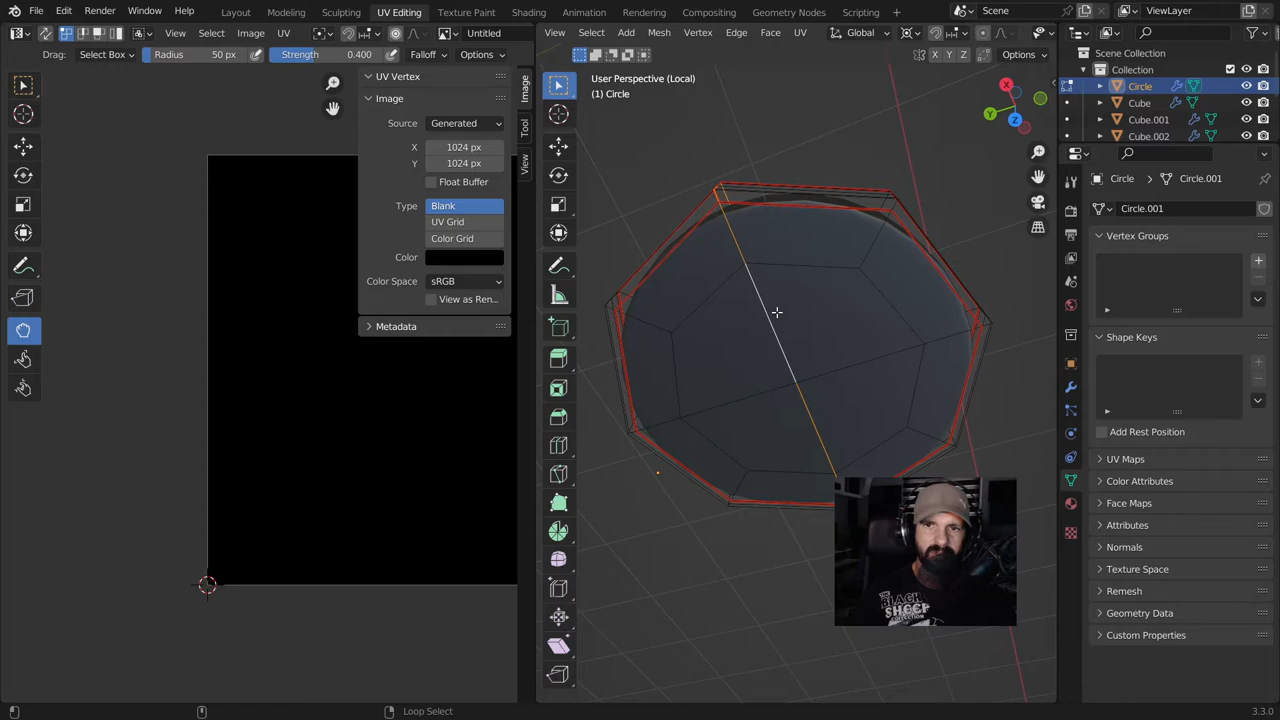 File Edit Render Window Help
Layout Modeling Sculpting UV Editing Texture Paint Shading Animation Rendering Compositing Geometry Nodes Scripting
Scene
ViewLayer
View Select Image UV
Untitled
Drag: Select Box
Radius 50 px
Strength 0.400
Falloff
Options
UV Vertex
Image
Source Generated
X 1024 px
Y 1024 px
Float Buffer
Type Blank
UV Grid
Color Grid
Color
Color Space sRGB
View as Ren...
Metadata
Image
Tool
View
View Select Add Mesh Vertex Edge Face UV
Global
X Y Z
Options
User Perspective (Local)
(1) Circle
X
Y
Z
THE
BLACK
SHEEP
COLLECTION
Scene Collection
Collection
Circle
Cube
Cube.001
Cube.002
Circle
Circle.001
Circle.001
Vertex Groups
Shape Keys
Add Rest Position
UV Maps
Color Attributes
Face Maps
Attributes
Normals
Texture Space
Remesh
Geometry Data
Custom Properties
Loop Select
3.3.0